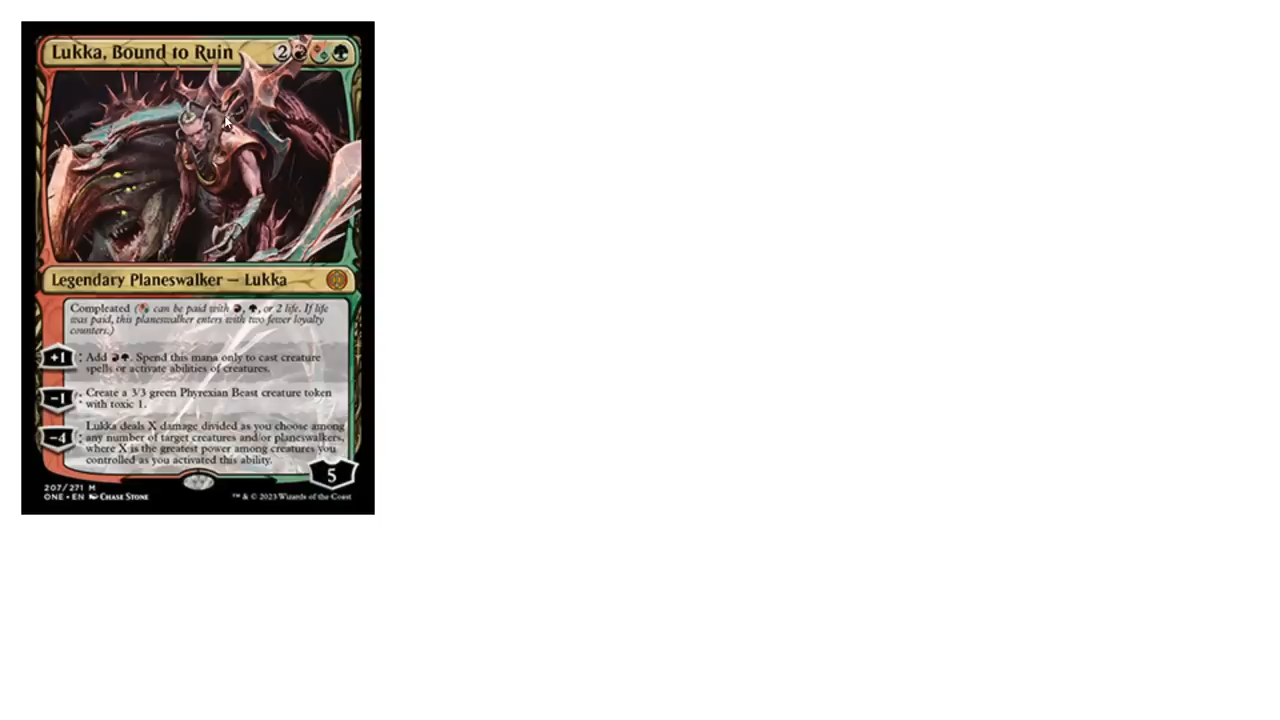 Lukka, Bound to Ruin 2
Legendary Planeswalker – Lukka
Compleated ( can be paid with , , or 2 life. If life
was paid, this planeswalker enters with two fewer loyalty
counters.)
+1 : Add . Spend this mana only to cast creature
spells or activate abilities of creatures.
−1 : Create a 3/3 green Phyrexian Beast creature token
with toxic 1.
Lukka deals X damage divided as you choose among
−4 : any number of target creatures and/or planeswalkers,
where X is the greatest power among creatures you
controlled as you activated this ability.
5
207/271 M
ONE • EN Chase Stone
™ & © 2023 Wizards of the Coast